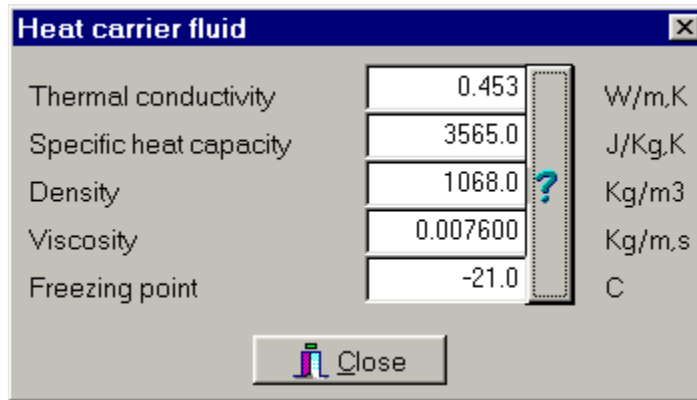 Heat carrier fluid
Thermal conductivity 0.453 W/m,K
Specific heat capacity 3565.0 J/Kg,K
Density 1068.0 ? Kg/m3
Viscosity 0.007600 Kg/m,s
Freezing point -21.0 C
Close